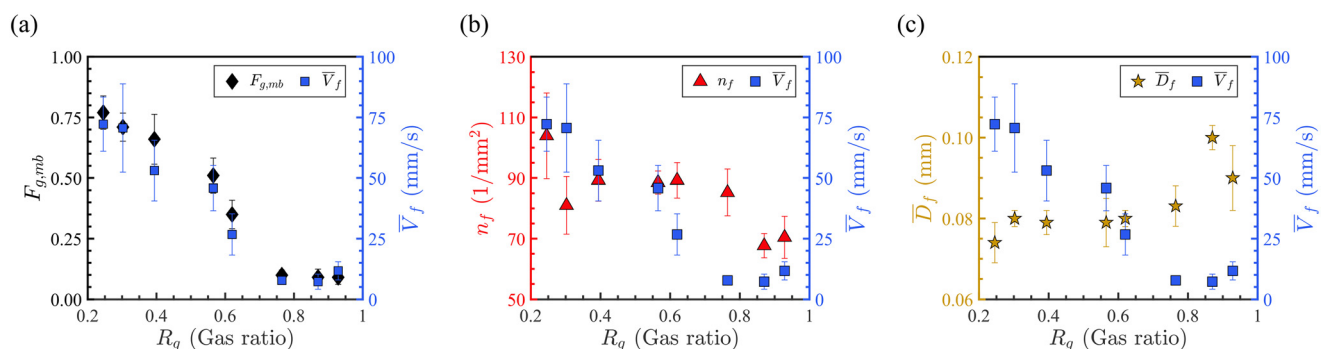 (a)
1.00
0.75
0.50
0.25
0.00
F_{g,mb}
F_{g,mb} V̅_f
100
75
50
25
0
V̅_f (mm/s)
0.2 0.4 0.6 0.8 1
R_g (Gas ratio)
(b)
130
110
90
70
50
n_f (1/mm²)
n_f V̅_f
100
75
50
25
0
V̅_f (mm/s)
0.2 0.4 0.6 0.8 1
R_g (Gas ratio)
(c)
0.12
0.10
0.08
0.06
D̅_f (mm)
D̅_f V̅_f
100
75
50
25
0
V̅_f (mm/s)
0.2 0.4 0.6 0.8 1
R_g (Gas ratio)